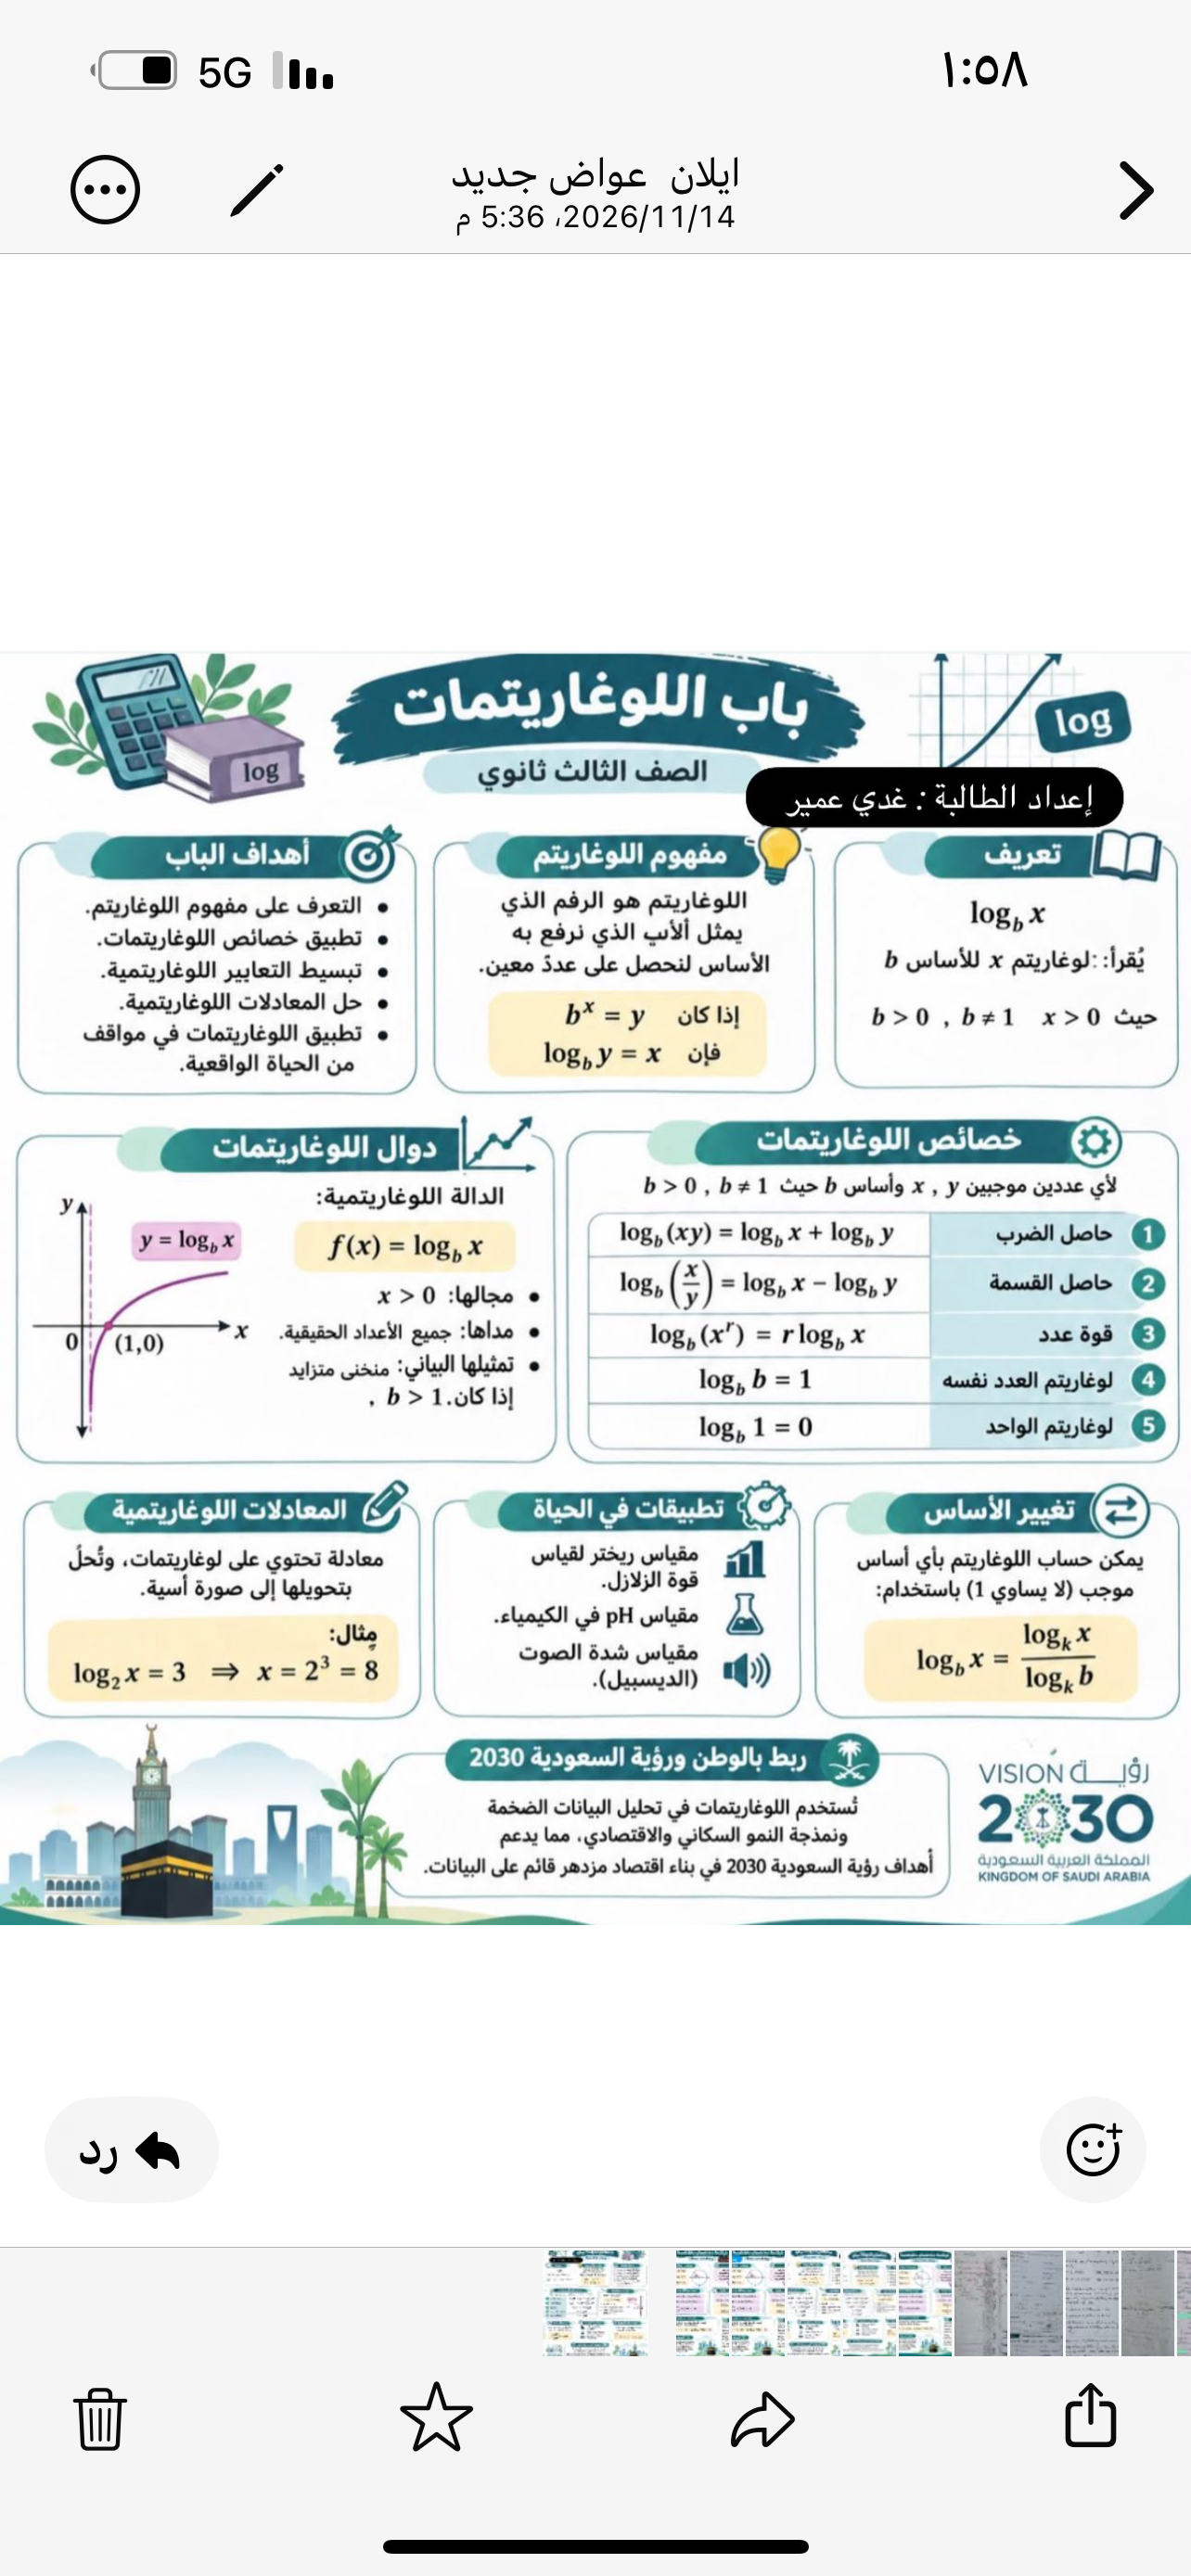 ١:٥٨
5G
ايلان عواض جديد
2026/11/14، 5:36 م
باب اللوغاريتمات
log
log
الصف الثالث ثانوي
إعداد الطالبة : غدي عمير
تعريف
log_b x
يُقرأ: :لوغاريتم x للأساس b
حيث b > 0 , b ≠ 1 x > 0
مفهوم اللوغاريتم
اللوغاريتم هو الرقم الذي
يمثل الذي نرفع به
الأساس لنحصل على عددً معين.
إذا كان b^x = y
فإن log_b y = x
أهداف الباب
• التعرف على مفهوم اللوغاريتم.
• تطبيق خصائص اللوغاريتمات.
• تبسيط التعابير اللوغاريتمية.
• حل المعادلات اللوغاريتمية.
• تطبيق اللوغاريتمات في مواقف
من الحياة الواقعية.
خصائص اللوغاريتمات
لأي عددين موجبين x , y وأساس b حيث b > 0 , b ≠ 1
1 حاصل الضرب log_b (xy) = log_b x + log_b y
2 حاصل القسمة log_b (x/y) = log_b x − log_b y
3 قوة عدد log_b (x^r) = r log_b x
4 لوغاريتم العدد نفسه log_b b = 1
5 لوغاريتم الواحد log_b 1 = 0
دوال اللوغاريتمات
الدالة اللوغاريتمية:
f(x) = log_b x
• مجالها: x > 0
• مداها: جميع الأعداد الحقيقية.
• تمثيلها البياني: منخنى متزايد
إذا كان. b > 1 ,
y
y = log_b x
x
0
(1,0)
تغيير الأساس
يمكن حساب اللوغاريتم بأي أساس
موجب (لا يساوي 1) باستخدام:
log_b x = log_k x / log_k b
تطبيقات في الحياة
مقياس ريختر لقياس
قوة الزلازل.
مقياس pH في الكيمياء.
مقياس شدة الصوت
(الديسيبيل).
المعادلات اللوغاريتمية
معادلة تحتوي على لوغاريتمات، وتُحلُ
بتحويلها إلى صورة أسية.
مثال:
log_2 x = 3 ⇒ x = 2^3 = 8
ربط بالوطن ورؤية السعودية 2030
تُستخدم اللوغاريتمات في تحليل البيانات الضخمة
ونمذجة النمو السكاني والاقتصادي، مما يدعم
أهداف رؤية السعودية 2030 في بناء اقتصاد مزدهر قائم على البيانات.
VISION رؤيــة
2030
المملكة العربية السعودية
KINGDOM OF SAUDI ARABIA
رد